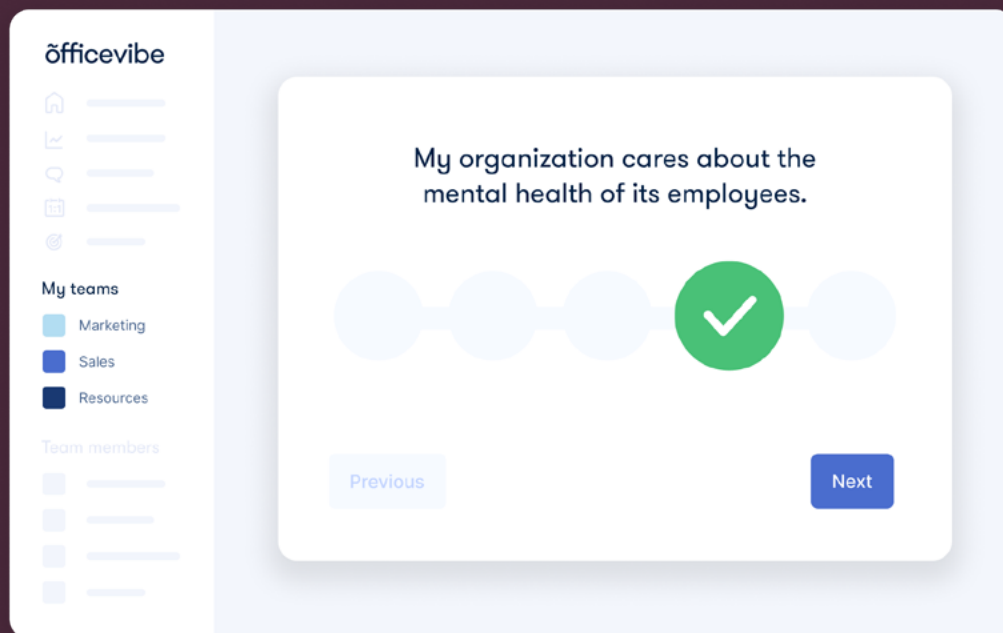 õfficevibe
My organization cares about the
mental health of its employees.
My teams
Marketing
Sales
Resources
Team members
Previous
Next